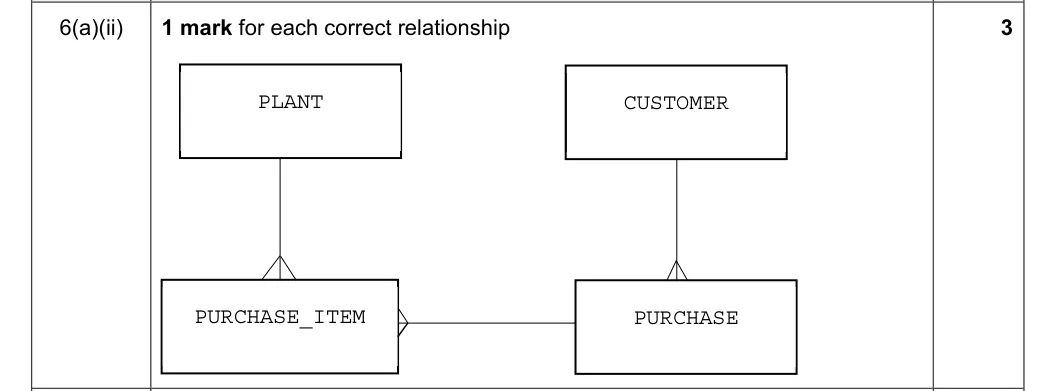 6(a)(ii) 1 mark for each correct relationship 3
PLANT CUSTOMER
PURCHASE_ITEM PURCHASE